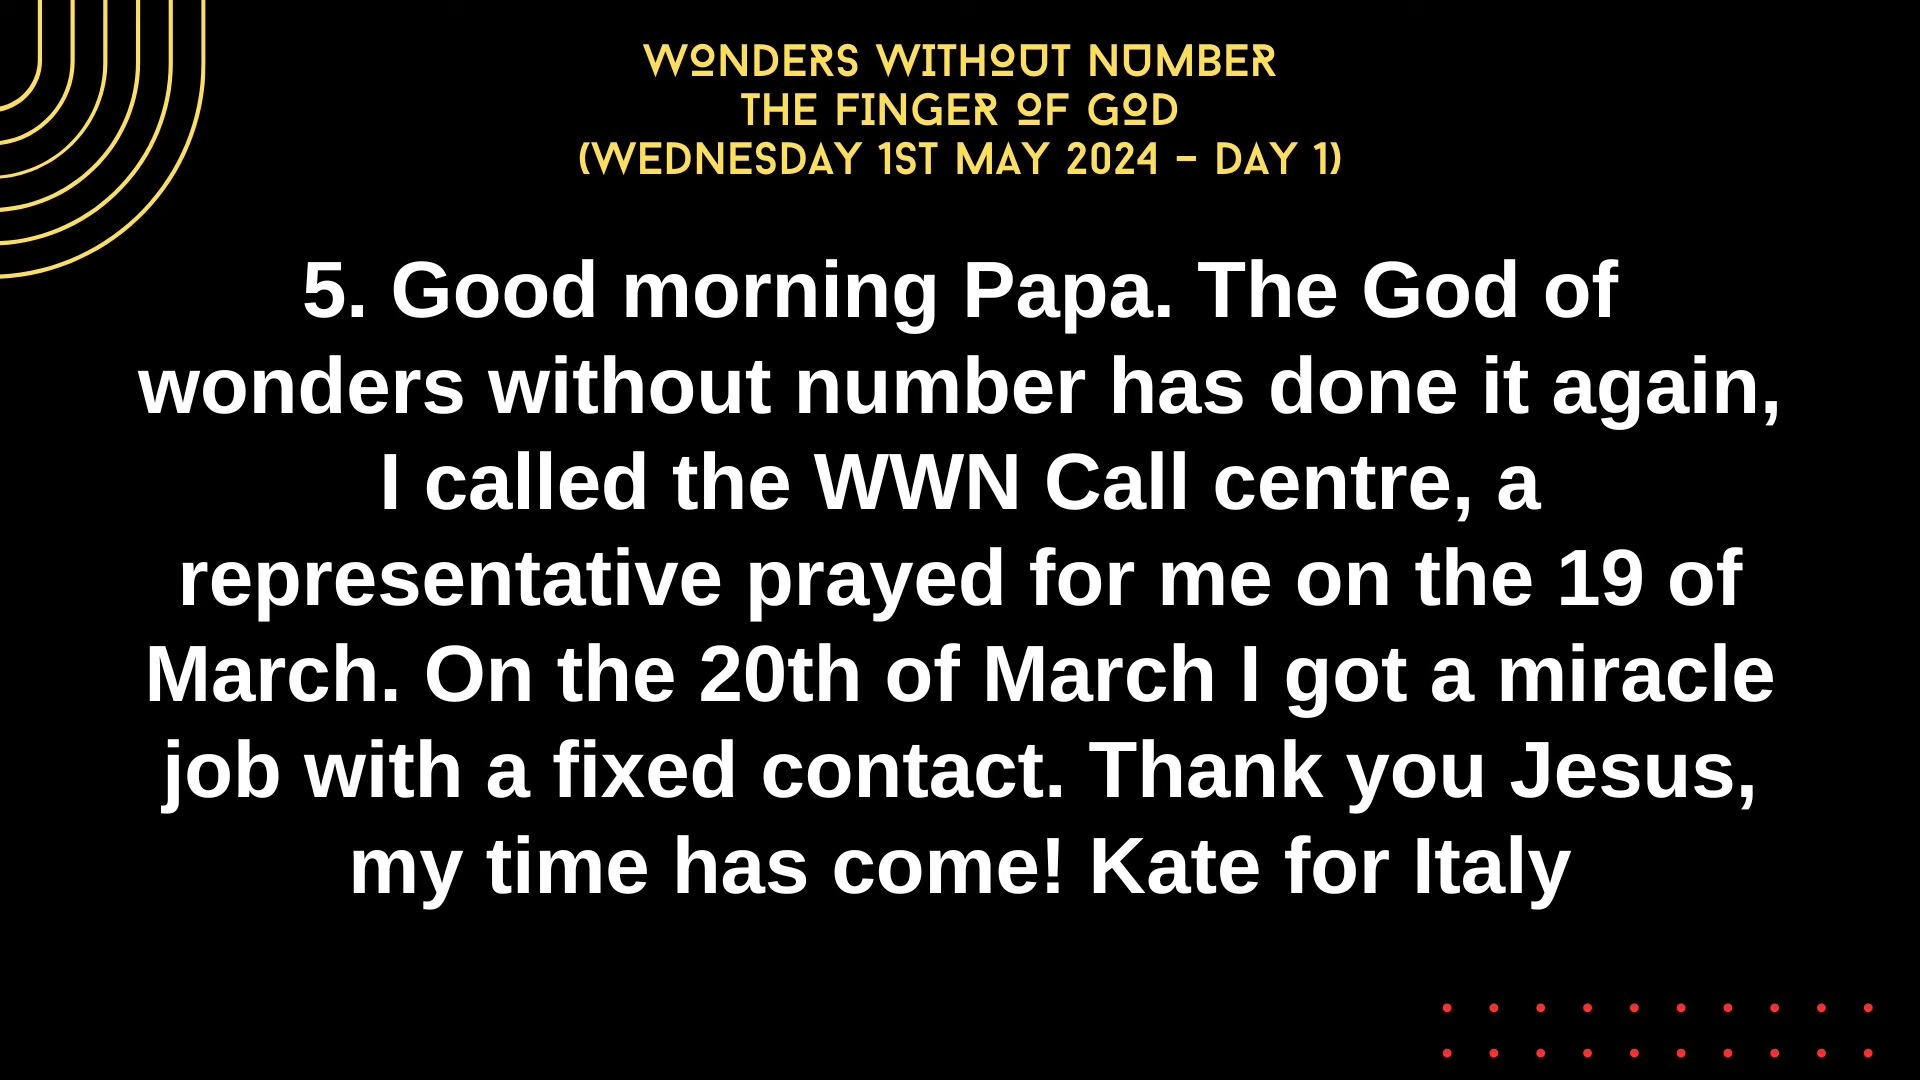 WONDERS WITHOUT NUMBER
THE FINGER OF GOD
(WEDNESDAY 1ST MAY 2024 – DAY 1)
5. Good morning Papa. The God of
wonders without number has done it again,
I called the WWN Call centre, a
representative prayed for me on the 19 of
March. On the 20th of March I got a miracle
job with a fixed contact. Thank you Jesus,
my time has come! Kate for Italy